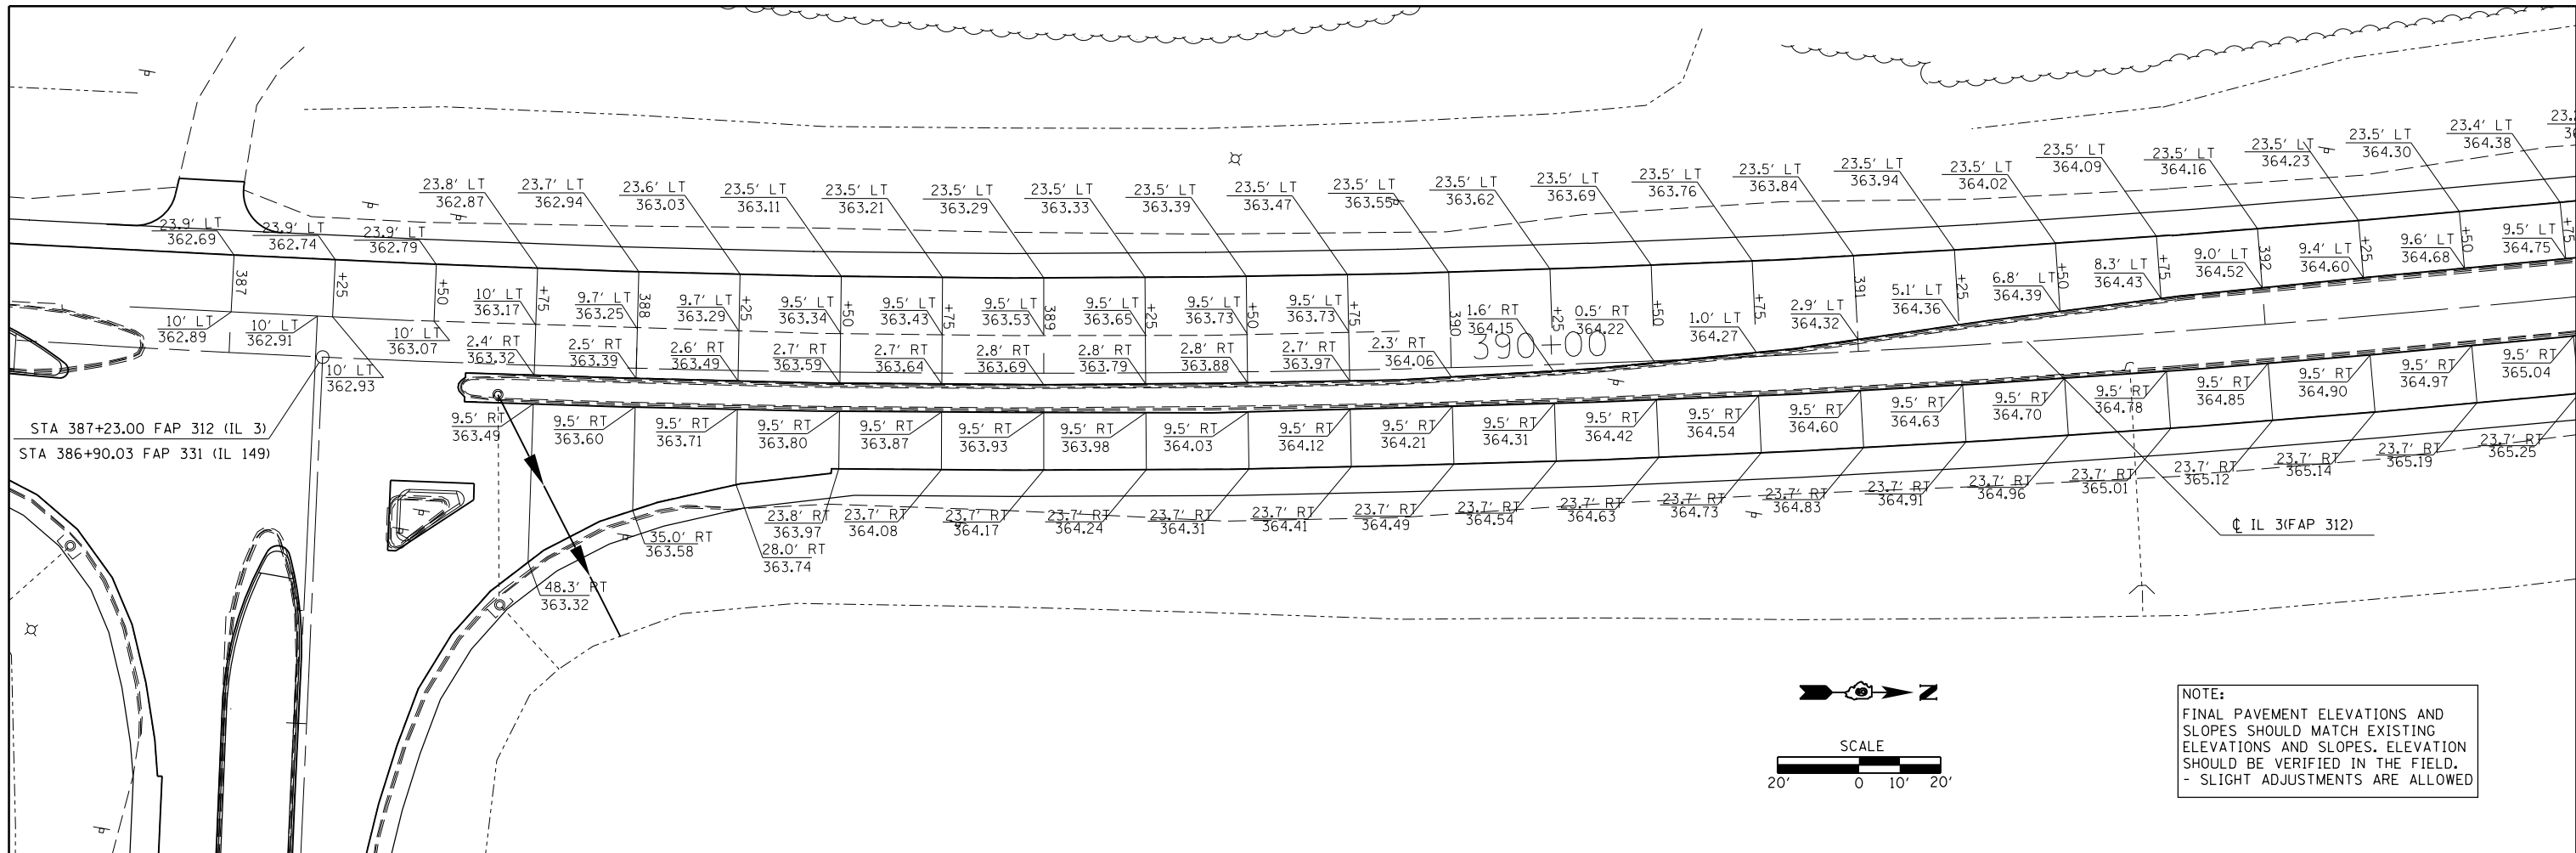 23.9' LT
362.69
23.9' LT
362.74
23.9' LT
362.79
23.8' LT
362.87
23.7' LT
362.94
23.6' LT
363.03
23.5' LT
363.11
23.5' LT
363.21
23.5' LT
363.29
23.5' LT
363.33
23.5' LT
363.39
23.5' LT
363.47
23.5' LT
363.55
23.5' LT
363.62
23.5' LT
363.69
23.5' LT
363.76
23.5' LT
363.84
23.5' LT
363.94
23.5' LT
364.02
23.5' LT
364.09
23.5' LT
364.16
23.5' LT
364.23
23.5' LT
364.30
23.4' LT
364.38
387
+25
+50
+75
388
+25
+50
+75
389
+25
+50
+75
390
+25
+50
+75
391
+25
+50
+75
392
+25
+50
+75
10' LT
362.89
10' LT
362.91
10' LT
362.93
10' LT
363.07
10' LT
363.17
9.7' LT
363.25
9.7' LT
363.29
9.5' LT
363.34
9.5' LT
363.43
9.5' LT
363.53
9.5' LT
363.65
9.5' LT
363.73
9.5' LT
363.73
2.4' RT
363.32
2.5' RT
363.39
2.6' RT
363.49
2.7' RT
363.59
2.7' RT
363.64
2.8' RT
363.69
2.8' RT
363.79
2.8' RT
363.88
2.7' RT
363.97
2.3' RT
364.06
1.6' RT
364.15
0.5' RT
364.22
390+00
1.0' LT
364.27
2.9' LT
364.32
5.1' LT
364.36
6.8' LT
364.39
8.3' LT
364.43
9.0' LT
364.52
9.4' LT
364.60
9.6' LT
364.68
9.5' LT
364.75
STA 387+23.00 FAP 312 (IL 3)
STA 386+90.03 FAP 331 (IL 149)
9.5' RT
363.49
9.5' RT
363.60
9.5' RT
363.71
9.5' RT
363.80
9.5' RT
363.87
9.5' RT
363.93
9.5' RT
363.98
9.5' RT
364.03
9.5' RT
364.12
9.5' RT
364.21
9.5' RT
364.31
9.5' RT
364.42
9.5' RT
364.54
9.5' RT
364.60
9.5' RT
364.63
9.5' RT
364.70
9.5' RT
364.78
9.5' RT
364.85
9.5' RT
364.90
9.5' RT
364.97
9.5' RT
365.04
48.3' RT
363.32
35.0' RT
363.58
28.0' RT
363.74
23.8' RT
363.97
23.7' RT
364.08
23.7' RT
364.17
23.7' RT
364.24
23.7' RT
364.31
23.7' RT
364.41
23.7' RT
364.49
23.7' RT
364.54
23.7' RT
364.63
23.7' RT
364.73
23.7' RT
364.83
23.7' RT
364.91
23.7' RT
364.96
23.7' RT
365.01
23.7' RT
365.12
23.7' RT
365.14
23.7' RT
365.19
23.7' RT
365.25
℄ IL 3(FAP 312)
N
SCALE
20' 0 10' 20'
NOTE:
FINAL PAVEMENT ELEVATIONS AND
SLOPES SHOULD MATCH EXISTING
ELEVATIONS AND SLOPES. ELEVATION
SHOULD BE VERIFIED IN THE FIELD.
- SLIGHT ADJUSTMENTS ARE ALLOWED